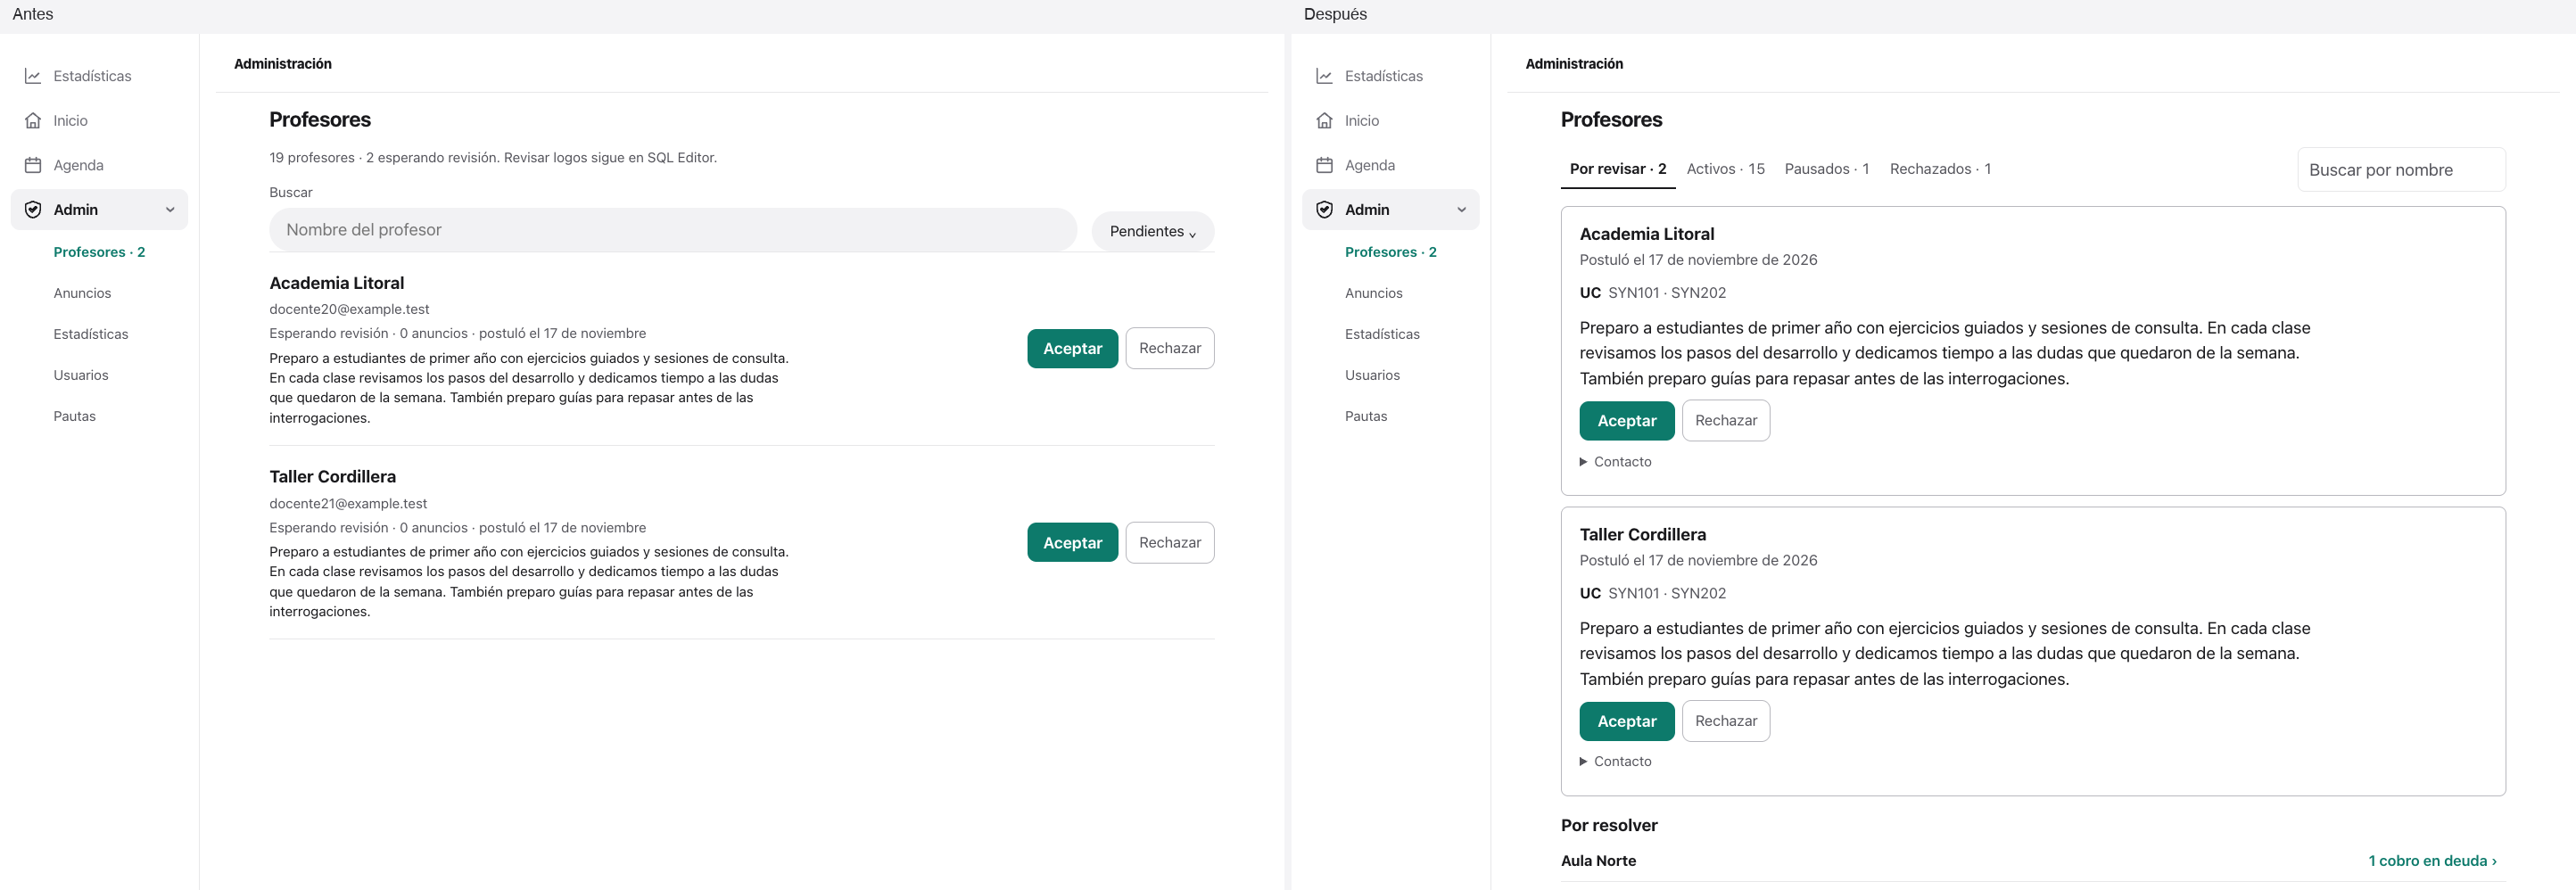 Antes
Estadísticas
Inicio
Agenda
Admin
Profesores · 2
Anuncios
Estadísticas
Usuarios
Pautas
Administración
Profesores
19 profesores · 2 esperando revisión. Revisar logos sigue en SQL Editor.
Buscar
Nombre del profesor
Pendientes
Academia Litoral
docente20@example.test
Esperando revisión · 0 anuncios · postuló el 17 de noviembre
Preparo a estudiantes de primer año con ejercicios guiados y sesiones de consulta.
En cada clase revisamos los pasos del desarrollo y dedicamos tiempo a las dudas
que quedaron de la semana. También preparo guías para repasar antes de las
interrogaciones.
Aceptar
Rechazar
Taller Cordillera
docente21@example.test
Esperando revisión · 0 anuncios · postuló el 17 de noviembre
Preparo a estudiantes de primer año con ejercicios guiados y sesiones de consulta.
En cada clase revisamos los pasos del desarrollo y dedicamos tiempo a las dudas
que quedaron de la semana. También preparo guías para repasar antes de las
interrogaciones.
Aceptar
Rechazar
Después
Estadísticas
Inicio
Agenda
Admin
Profesores · 2
Anuncios
Estadísticas
Usuarios
Pautas
Administración
Profesores
Por revisar · 2
Activos · 15
Pausados · 1
Rechazados · 1
Buscar por nombre
Academia Litoral
Postuló el 17 de noviembre de 2026
UC SYN101 · SYN202
Preparo a estudiantes de primer año con ejercicios guiados y sesiones de consulta. En cada clase
revisamos los pasos del desarrollo y dedicamos tiempo a las dudas que quedaron de la semana.
También preparo guías para repasar antes de las interrogaciones.
Aceptar
Rechazar
Contacto
Taller Cordillera
Postuló el 17 de noviembre de 2026
UC SYN101 · SYN202
Preparo a estudiantes de primer año con ejercicios guiados y sesiones de consulta. En cada clase
revisamos los pasos del desarrollo y dedicamos tiempo a las dudas que quedaron de la semana.
También preparo guías para repasar antes de las interrogaciones.
Aceptar
Rechazar
Contacto
Por resolver
Aula Norte
1 cobro en deuda ›